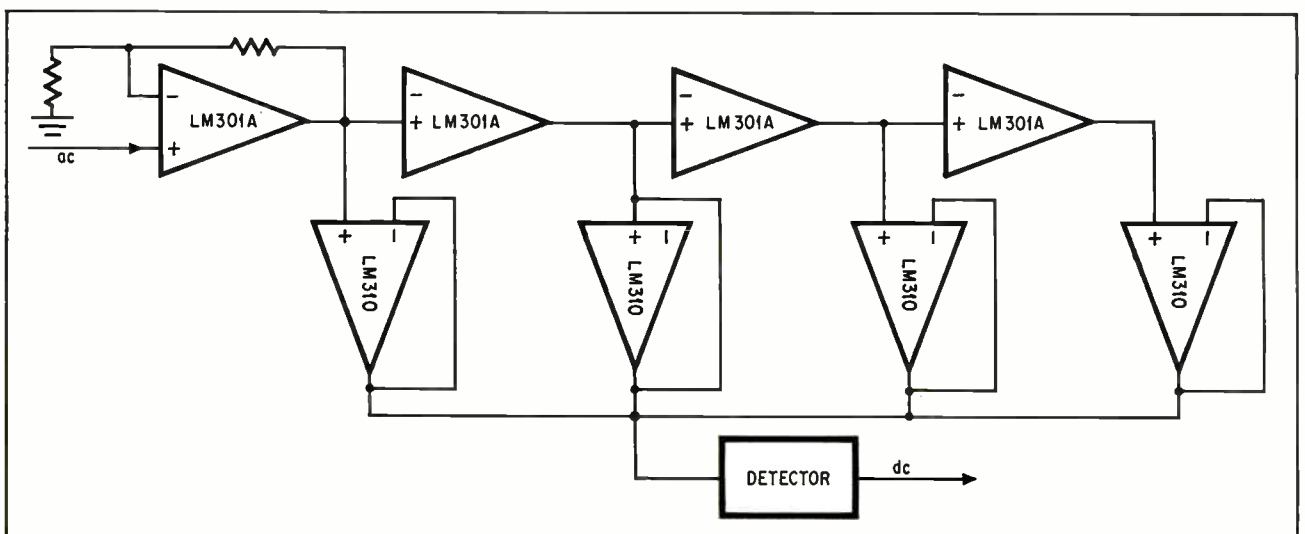 LM301A
-
+
ac
LM301A
-
+
LM301A
-
+
LM301A
-
+
LM310
+
-
LM310
+
-
LM310
+
-
LM310
+
-
DETECTOR
dc